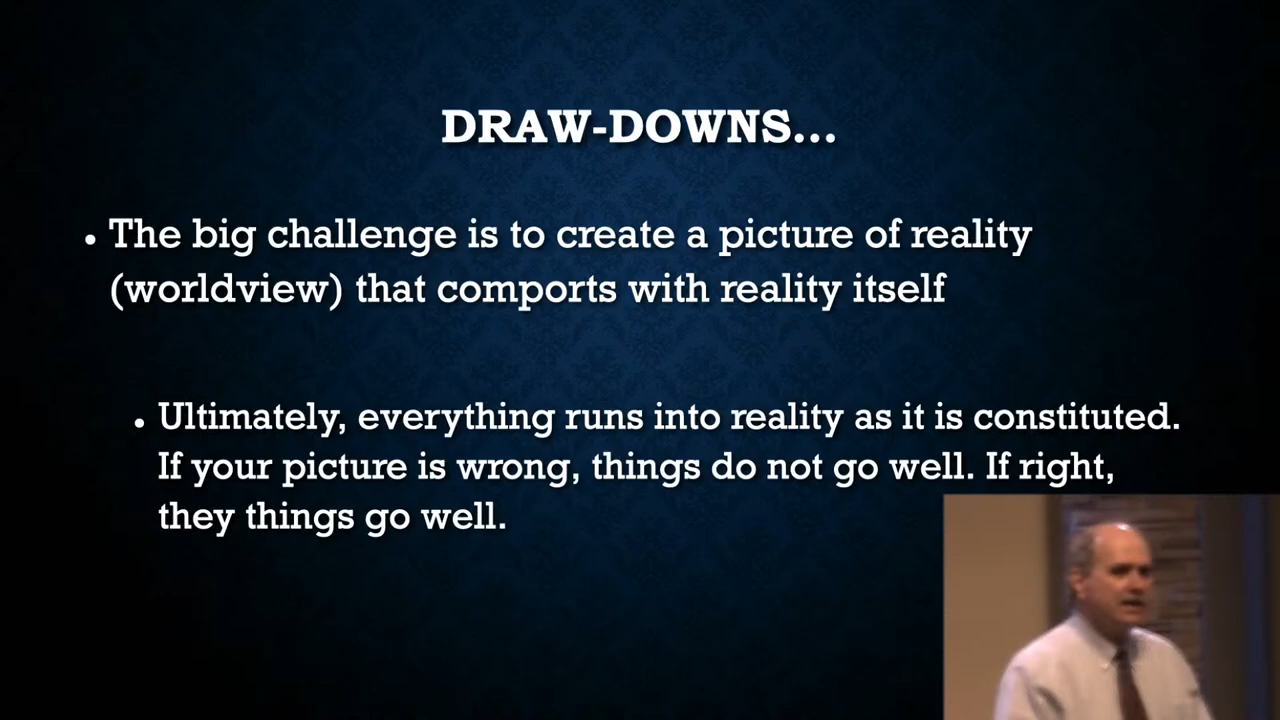 DRAW-DOWNS...
• The big challenge is to create a picture of reality
(worldview) that comports with reality itself
• Ultimately, everything runs into reality as it is constituted.
If your picture is wrong, things do not go well. If right,
they things go well.